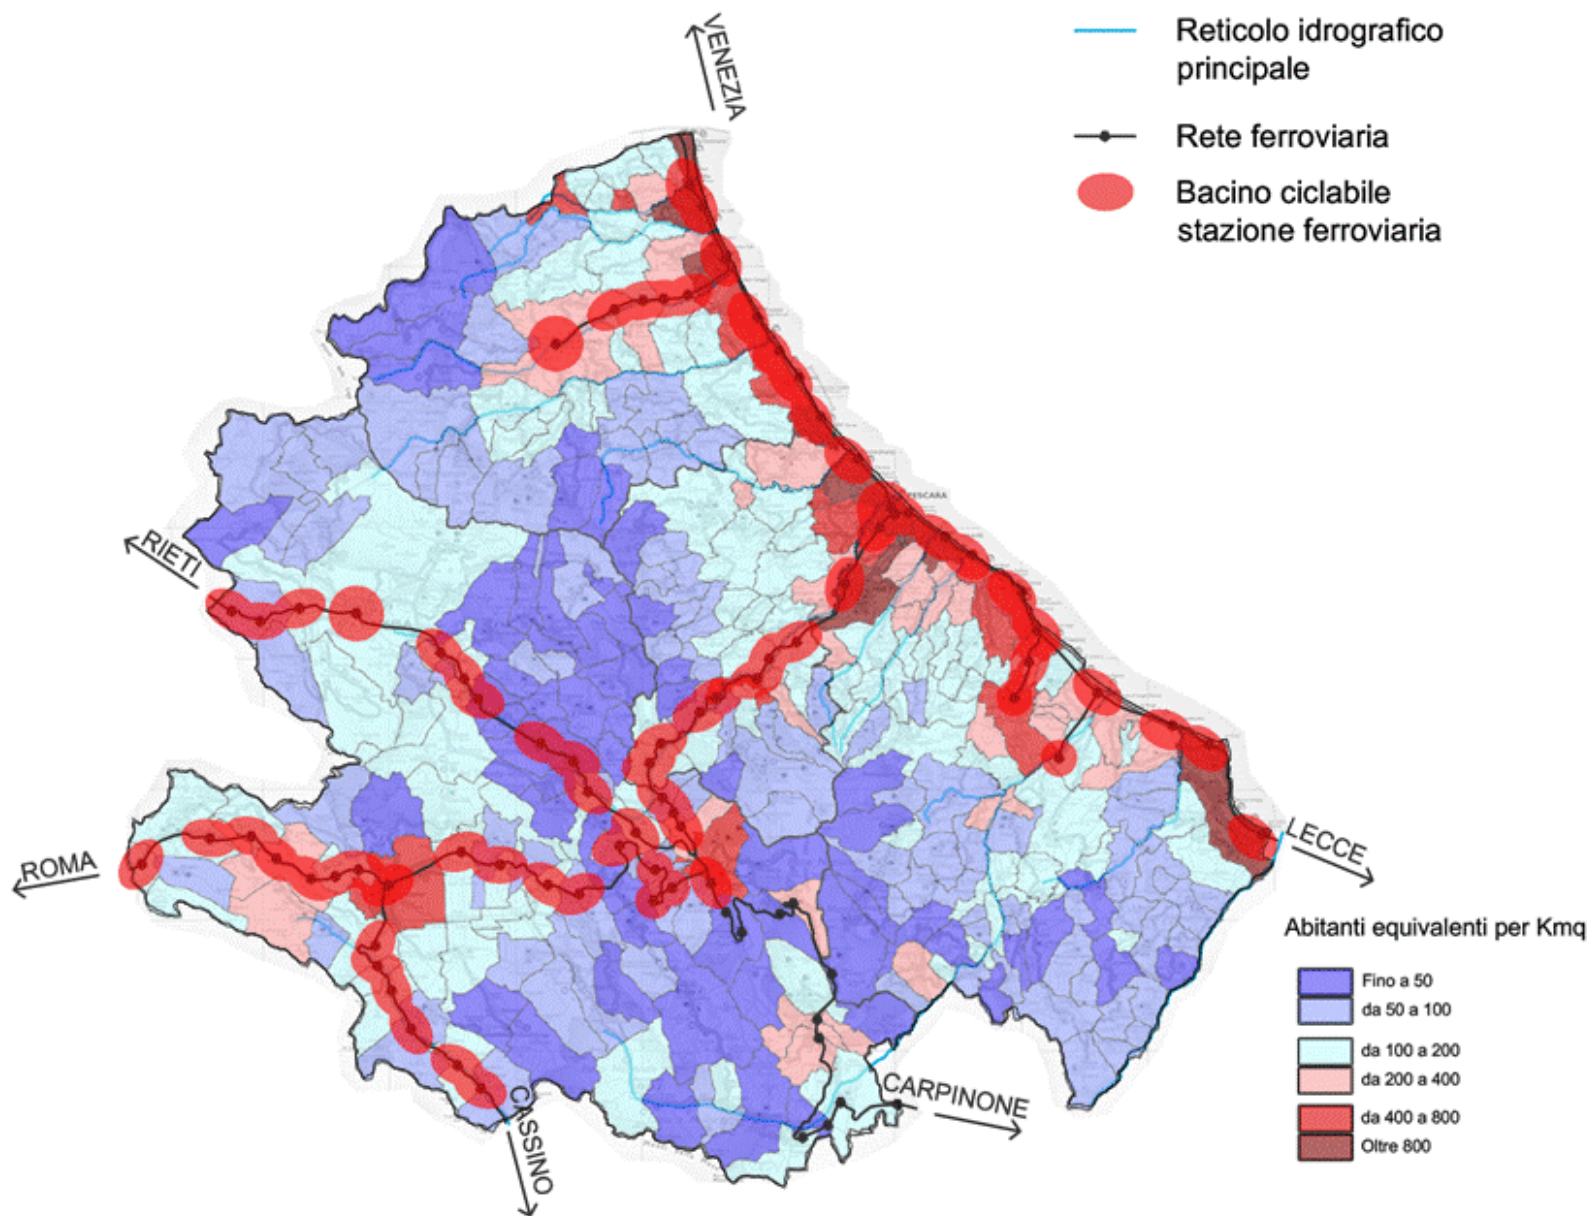 VENEZIA
Reticolo idrografico
principale
Rete ferroviaria
Bacino ciclabile
stazione ferroviaria
PESCARA
RIETI
ROMA
LECCE
CARPINONE
CASSINO
Abitanti equivalenti per Kmq
Fino a 50
da 50 a 100
da 100 a 200
da 200 a 400
da 400 a 800
Oltre 800